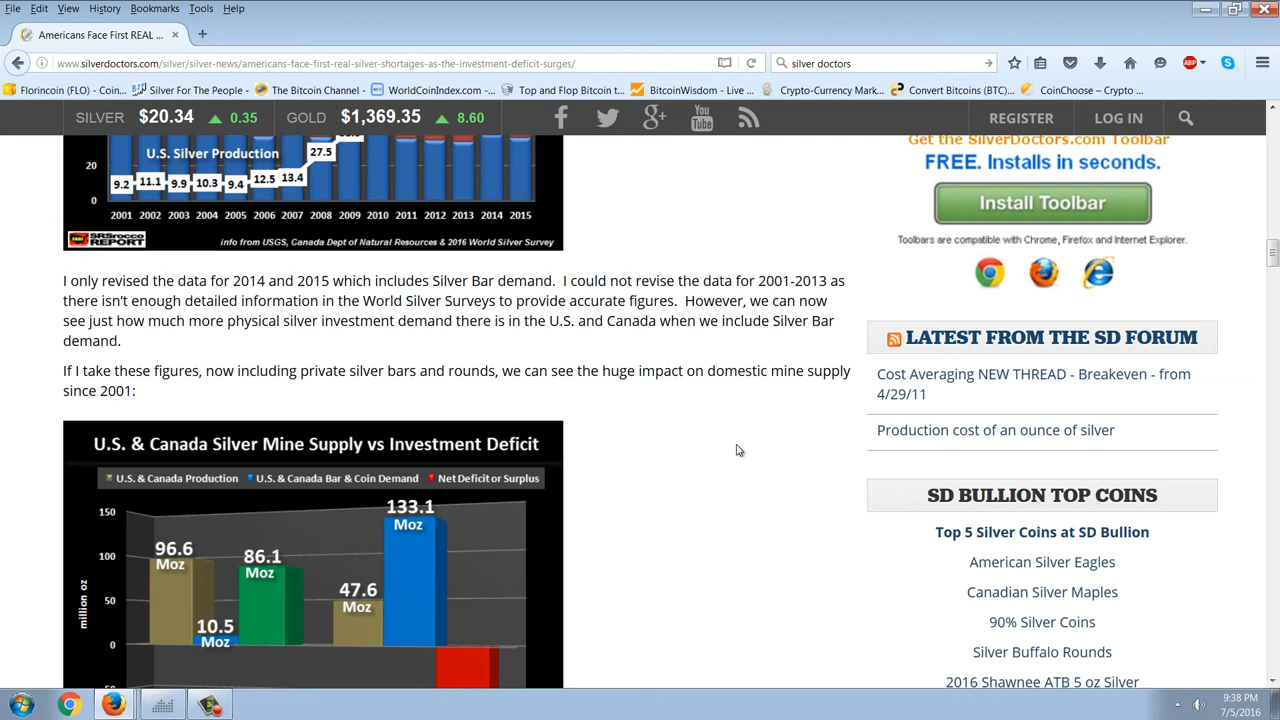 File Edit View History Bookmarks Tools Help
Americans Face First REAL ...
www.silverdoctors.com/silver/silver-news/americans-face-first-real-silver-shortages-as-the-investment-deficit-surges/
silver doctors
Florincoin (FLO) - Coin...
Silver For The People -
The Bitcoin Channel -
WorldCoinIndex.com -...
Top and Flop Bitcoin t...
BitcoinWisdom - Live ...
Crypto-Currency Mark...
Convert Bitcoins (BTC)...
CoinChoose – Crypto ...
ABP
SILVER $20.34 0.35 GOLD $1,369.35 8.60
You Tube
REGISTER LOG IN
20
0
U.S. Silver Production
9.2 11.1 9.9 10.3 9.4 12.5 13.4 27.5
2001 2002 2003 2004 2005 2006 2007 2008 2009 2010 2011 2012 2013 2014 2015
SRSrocco
REPORT
info from USGS, Canada Dept of Natural Resources & 2016 World Silver Survey
I only revised the data for 2014 and 2015 which includes Silver Bar demand. I could not revise the data for 2001-2013 as
there isn't enough detailed information in the World Silver Surveys to provide accurate figures. However, we can now
see just how much more physical silver investment demand there is in the U.S. and Canada when we include Silver Bar
demand.
If I take these figures, now including private silver bars and rounds, we can see the huge impact on domestic mine supply
since 2001:
U.S. & Canada Silver Mine Supply vs Investment Deficit
U.S. & Canada Production U.S. & Canada Bar & Coin Demand Net Deficit or Surplus
150
100
50
0
million oz
96.6
Moz
10.5
Moz
86.1
Moz
47.6
Moz
133.1
Moz
Get the SilverDoctors.com Toolbar
FREE. Installs in seconds.
Install Toolbar
Toolbars are compatible with Chrome, Firefox and Internet Explorer.
LATEST FROM THE SD FORUM
Cost Averaging NEW THREAD - Breakeven - from
4/29/11
Production cost of an ounce of silver
SD BULLION TOP COINS
Top 5 Silver Coins at SD Bullion
American Silver Eagles
Canadian Silver Maples
90% Silver Coins
Silver Buffalo Rounds
2016 Shawnee ATB 5 oz Silver
9:38 PM
7/5/2016